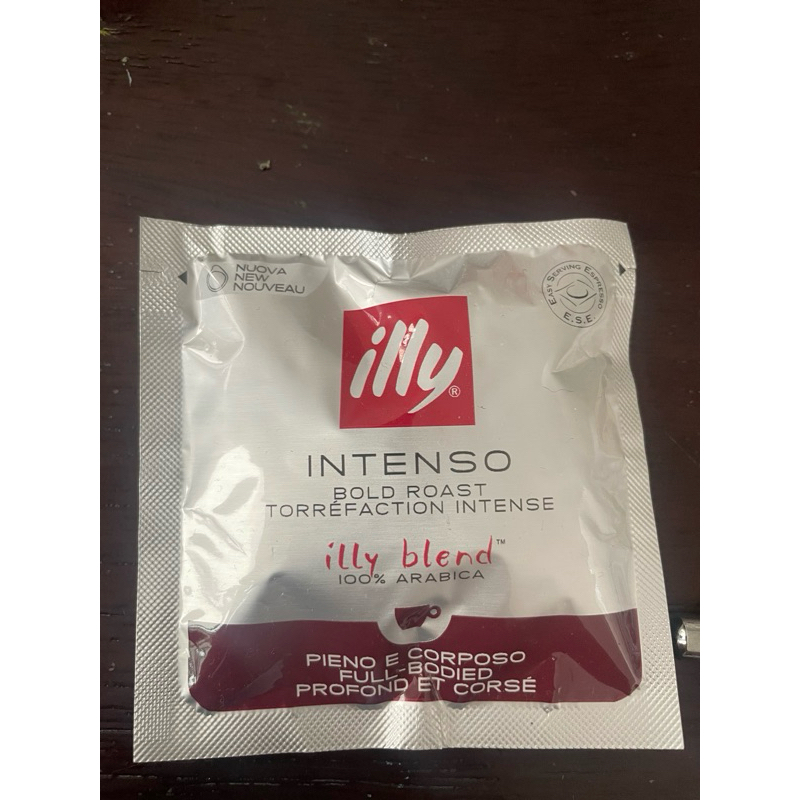 NUOVA
NEW
NOUVEAU
EASY SERVING ESPRESSO
E.S.E.
illy®
INTENSO
BOLD ROAST
TORRÉFACTION INTENSE
illy blend™
100% ARABICA
PIENO E CORPOSO
FULL-BODIED
PROFOND ET CORSÉ